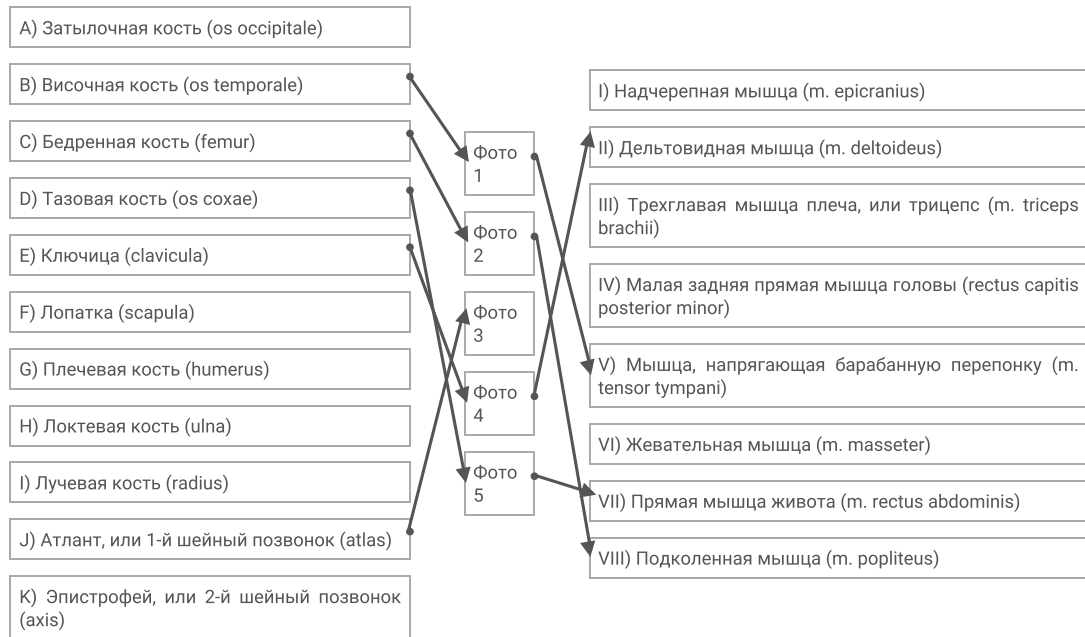 A) Затылочная кость (os occipitale)
B) Височная кость (os temporale)
C) Бедренная кость (femur)
D) Тазовая кость (os coxae)
E) Ключица (clavicula)
F) Лопатка (scapula)
G) Плечевая кость (humerus)
H) Локтевая кость (ulna)
I) Лучевая кость (radius)
J) Атлант, или 1-й шейный позвонок (atlas)
K) Эпистрофей, или 2-й шейный позвонок
(axis)
Фото
1
Фото
2
Фото
3
Фото
4
Фото
5
I) Надчерепная мышца (m. epicranius)
II) Дельтовидная мышца (m. deltoideus)
III) Трехглавая мышца плеча, или трицепс (m. triceps
brachii)
IV) Малая задняя прямая мышца головы (rectus capitis
posterior minor)
V) Мышца, напрягающая барабанную перепонку (m.
tensor tympani)
VI) Жевательная мышца (m. masseter)
VII) Прямая мышца живота (m. rectus abdominis)
VIII) Подколенная мышца (m. popliteus)